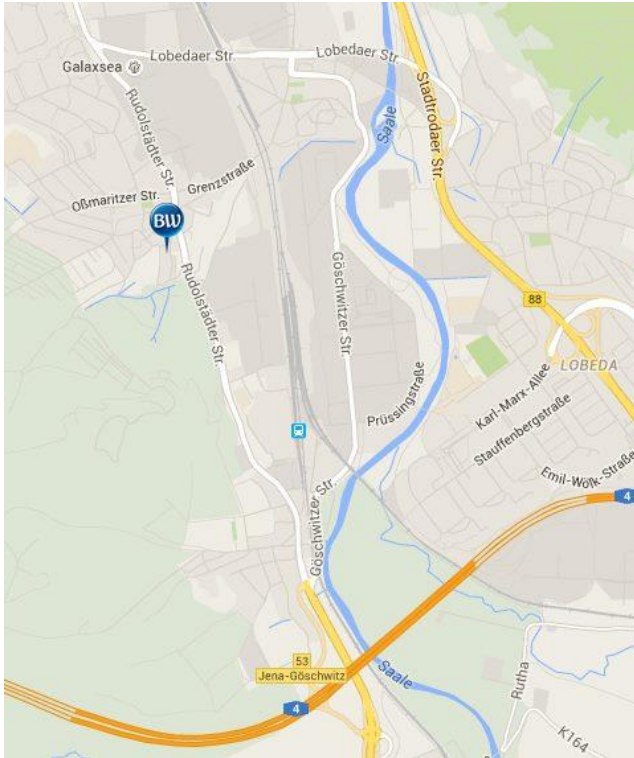 Lobedaer Str.
Lobedaer Str.
Galaxsea
Saale
Stadtrodaer Str.
Rudolstädter Str.
Grenzstraße
Oßmaritzer Str.
BW
Rudolstädter Str.
Göschwitzer Str.
88
LOBEDA
Karl-Marx-Allee
Prüssingstraße
Stauffenbergstraße
Emil-Wölk-Straße
4
Göschwitzer Str.
53
Jena-Göschwitz
Saale
Rutha
4
K164